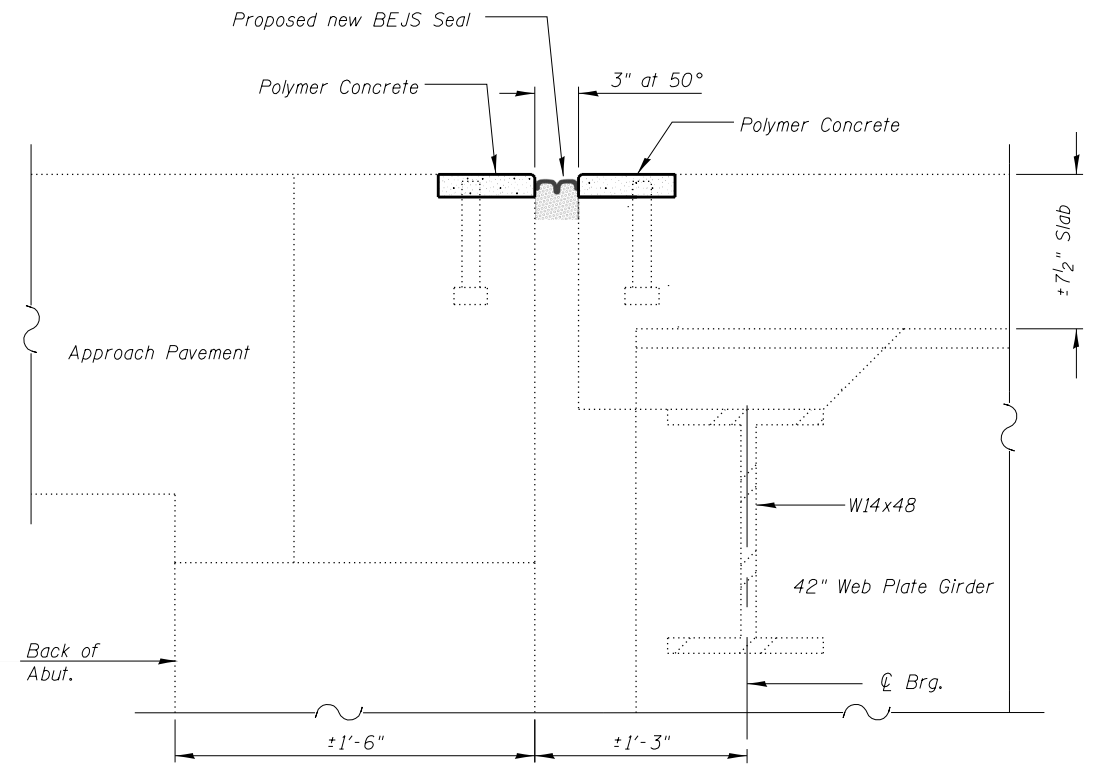 Proposed new BEJS Seal
Polymer Concrete
3" at 50°
Polymer Concrete
±7½" Slab
Approach Pavement
W14x48
42" Web Plate Girder
Back of
Abut.
℄ Brg.
±1'-6"
±1'-3"